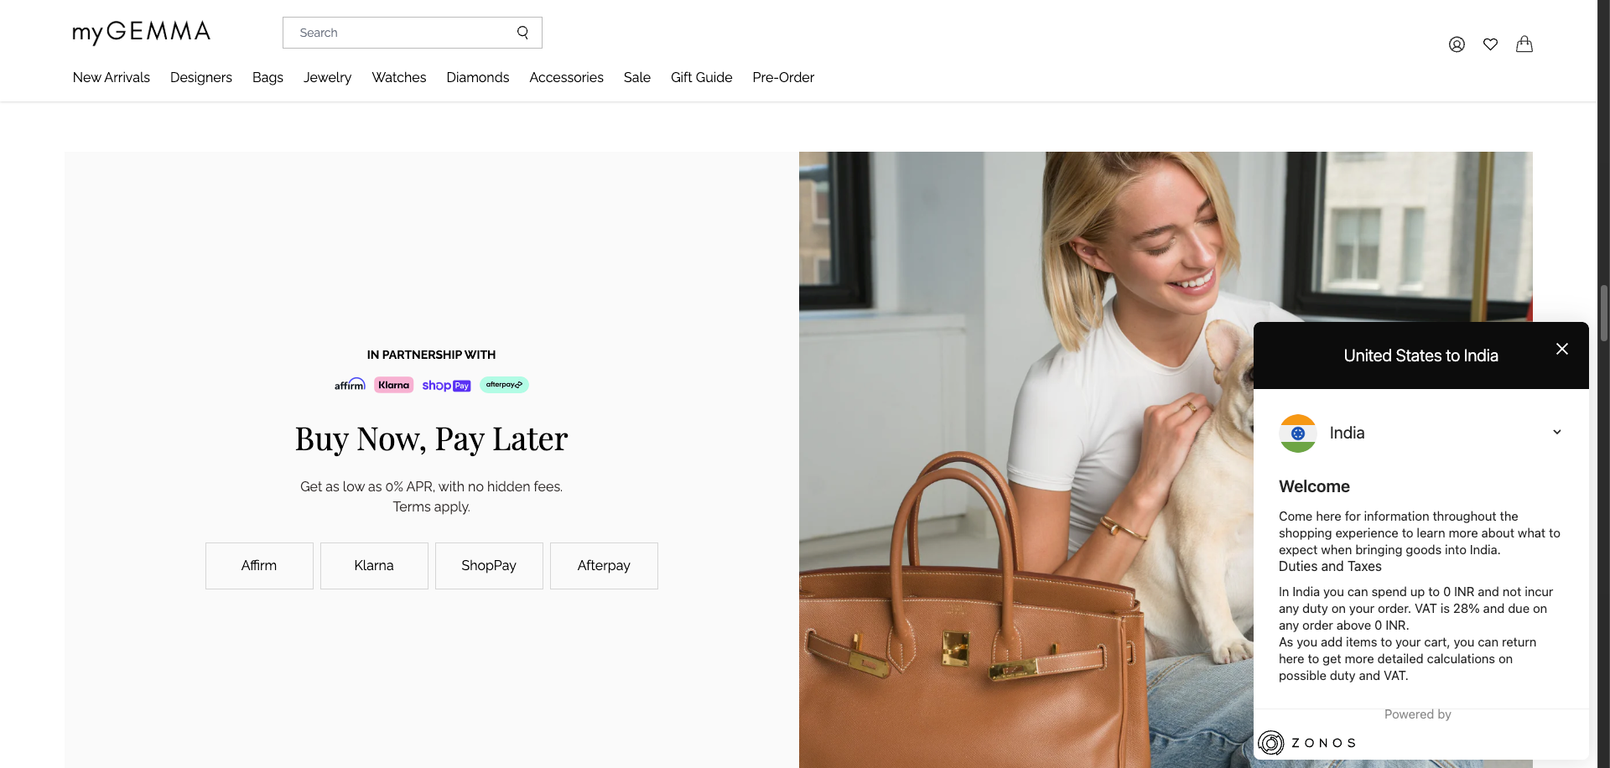 myGEMMA
Search
New Arrivals Designers Bags Jewelry Watches Diamonds Accessories Sale Gift Guide Pre-Order
IN PARTNERSHIP WITH
affirm Klarna shop Pay afterpay
Buy Now, Pay Later
Get as low as 0% APR, with no hidden fees.
Terms apply.
Affirm Klarna ShopPay Afterpay
United States to India
India
Welcome
Come here for information throughout the
shopping experience to learn more about what to
expect when bringing goods into India.
Duties and Taxes
In India you can spend up to 0 INR and not incur
any duty on your order. VAT is 28% and due on
any order above 0 INR.
As you add items to your cart, you can return
here to get more detailed calculations on
possible duty and VAT.
Powered by
ZONOS